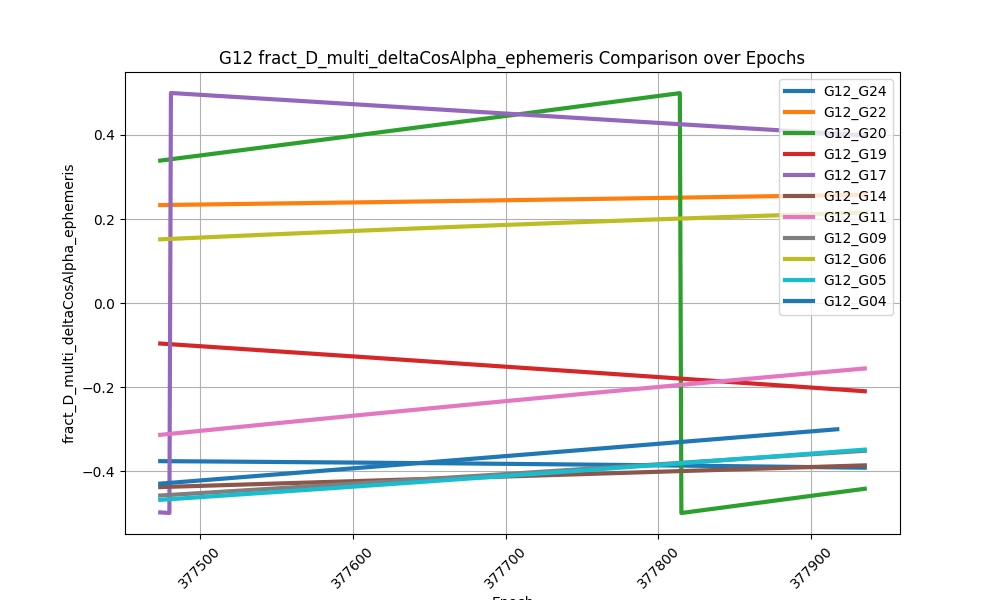 G12 fract_D_multi_deltaCosAlpha_ephemeris Comparison over Epochs
fract_D_multi_deltaCosAlpha_ephemeris
0.4
0.2
0.0
−0.2
−0.4
G12_G24
G12_G22
G12_G20
G12_G19
G12_G17
G12_G14
G12_G11
G12_G09
G12_G06
G12_G05
G12_G04
377500
377600
377700
377800
377900
Epoch